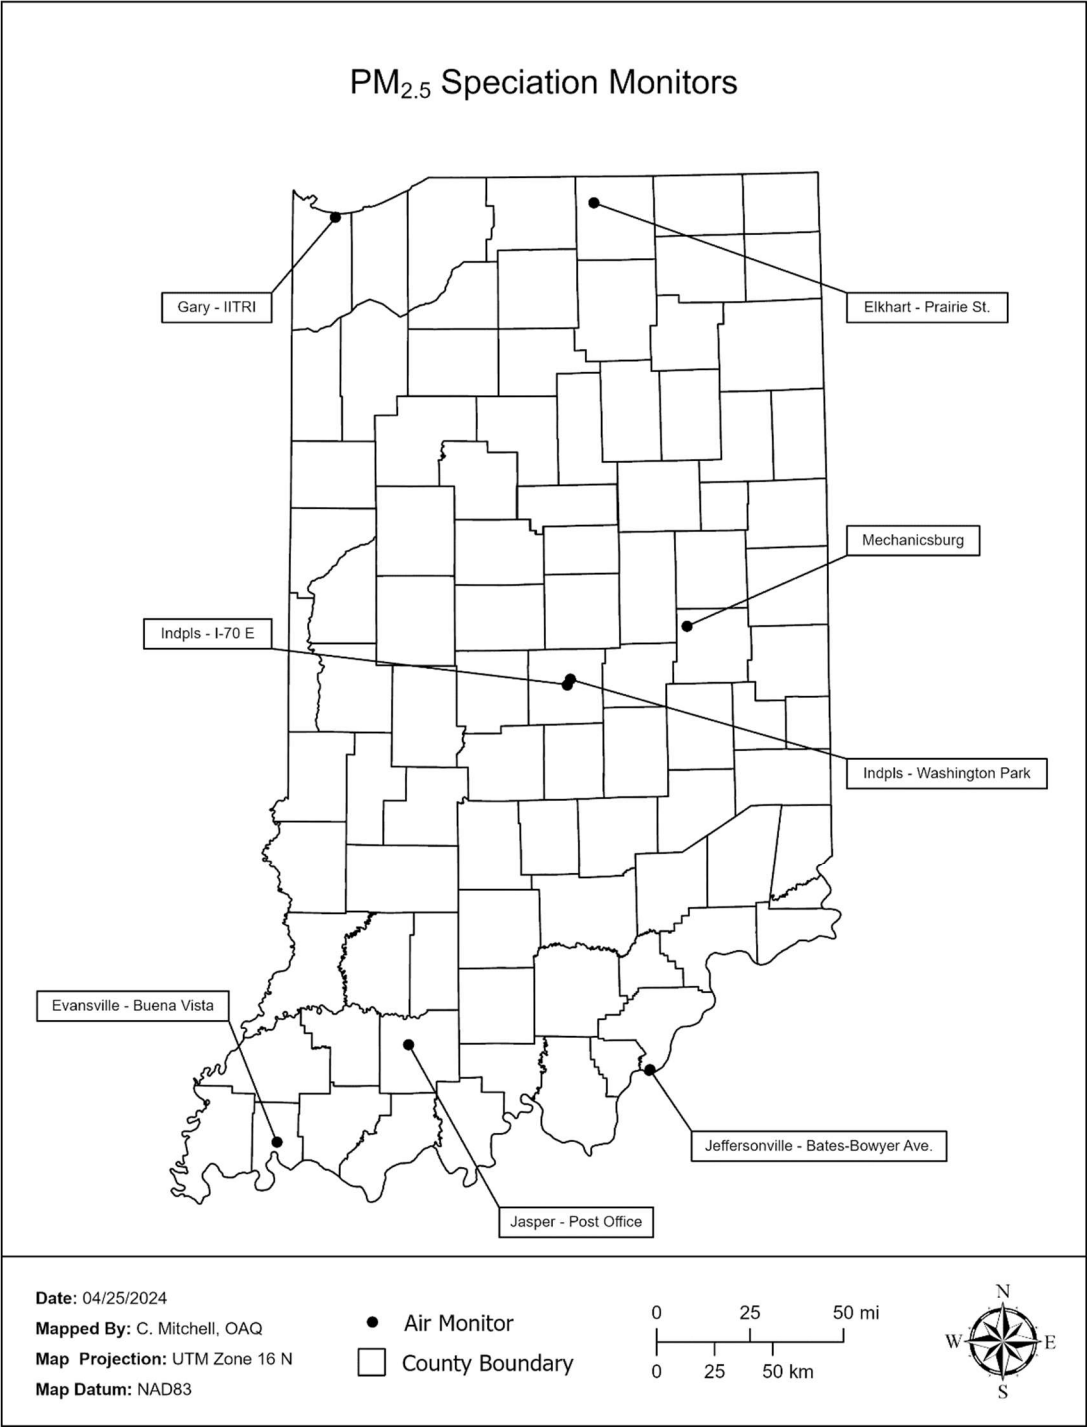 PM2.5 Speciation Monitors
Gary - IITRI
Elkhart - Prairie St.
Mechanicsburg
Indpls - I-70 E
Indpls - Washington Park
Evansville - Buena Vista
Jeffersonville - Bates-Bowyer Ave.
Jasper - Post Office
Date: 04/25/2024
Mapped By: C. Mitchell, OAQ
Map Projection: UTM Zone 16 N
Map Datum: NAD83
Air Monitor
County Boundary
0 25 50 mi
0 25 50 km
N
W E
S